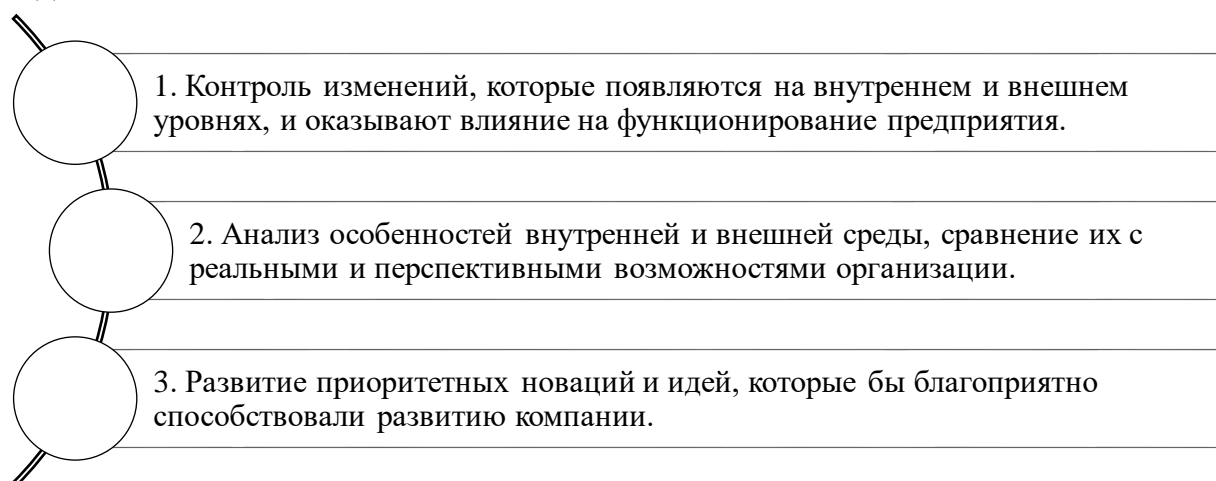 1. Контроль изменений, которые появляются на внутреннем и внешнем
уровнях, и оказывают влияние на функционирование предприятия.
2. Анализ особенностей внутренней и внешней среды, сравнение их с
реальными и перспективными возможностями организации.
3. Развитие приоритетных новаций и идей, которые бы благоприятно
способствовали развитию компании.